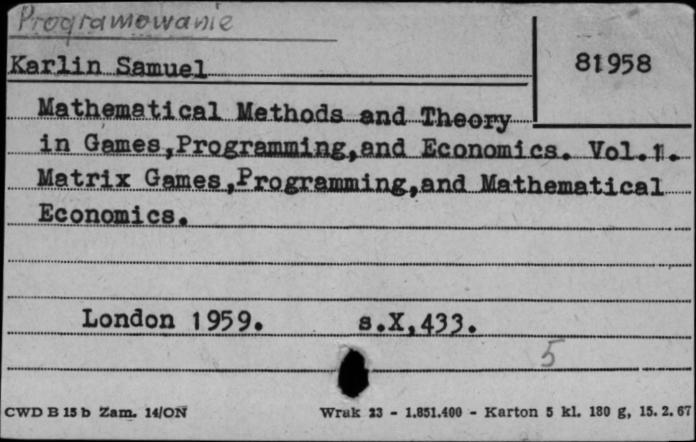 Programowanie
81958
Karlin Samuel
Mathematical Methods and Theory
in Games,Programming,and Economics. Vol.1.
Matrix Games,Programming,and Mathematical
Economics.
London 1959. s.X,433.
5
CWD B 15 b Zam. 14/ON Wrak 23 - 1.851.400 - Karton 5 kl. 180 g, 15.2.67